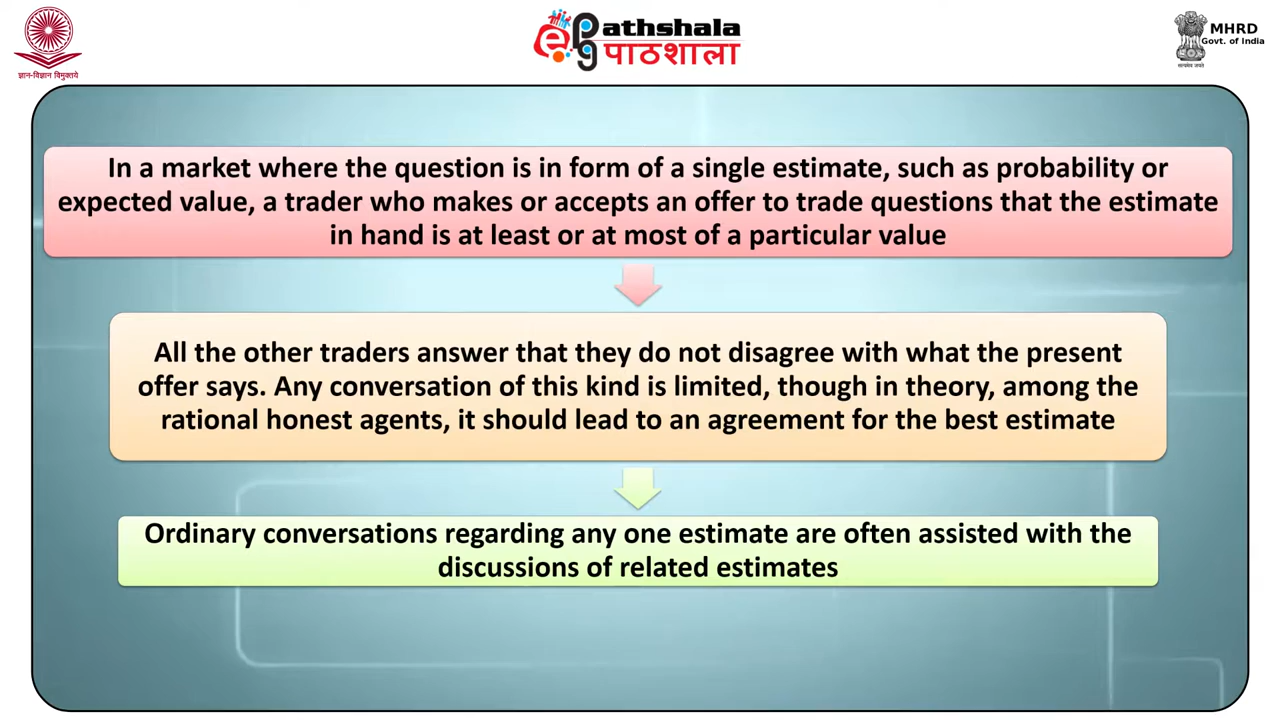 ज्ञान-विज्ञान विमुक्तये
epg
athshala
पाठशाला
सत्यमेव जयते
MHRD
Govt. of India
In a market where the question is in form of a single estimate, such as probability or
expected value, a trader who makes or accepts an offer to trade questions that the estimate
in hand is at least or at most of a particular value
All the other traders answer that they do not disagree with what the present
offer says. Any conversation of this kind is limited, though in theory, among the
rational honest agents, it should lead to an agreement for the best estimate
Ordinary conversations regarding any one estimate are often assisted with the
discussions of related estimates